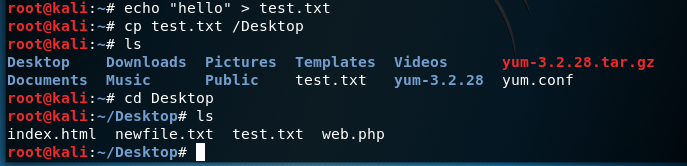 root@kali:~# echo "hello" > test.txt
root@kali:~# cp test.txt /Desktop
root@kali:~# ls
Desktop Downloads Pictures Templates Videos yum-3.2.28.tar.gz
Documents Music Public test.txt yum-3.2.28 yum.conf
root@kali:~# cd Desktop
root@kali:~/Desktop# ls
index.html newfile.txt test.txt web.php
root@kali:~/Desktop#